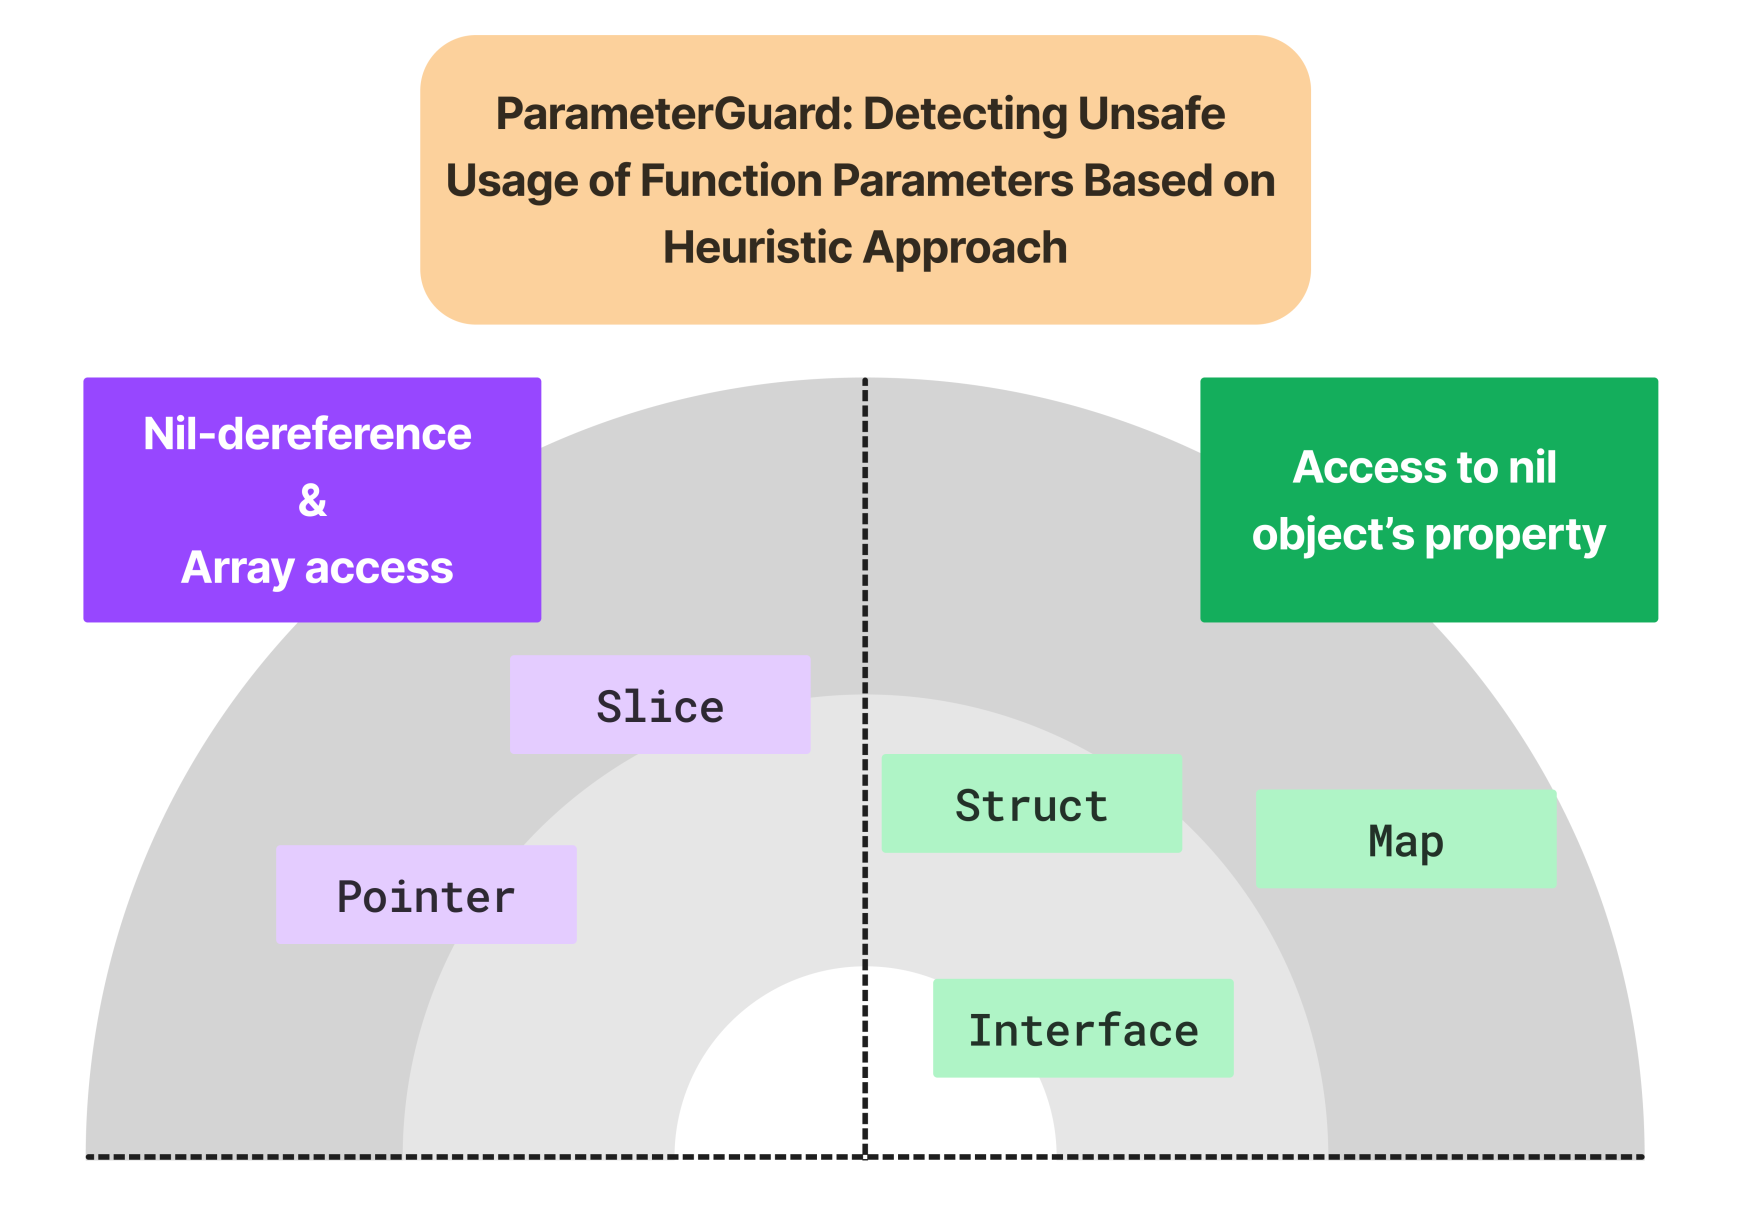 ParameterGuard: Detecting Unsafe
Usage of Function Parameters Based on
Heuristic Approach
Nil-dereference
&
Array access
Access to nil
object’s property
Slice
Struct
Map
Pointer
Interface